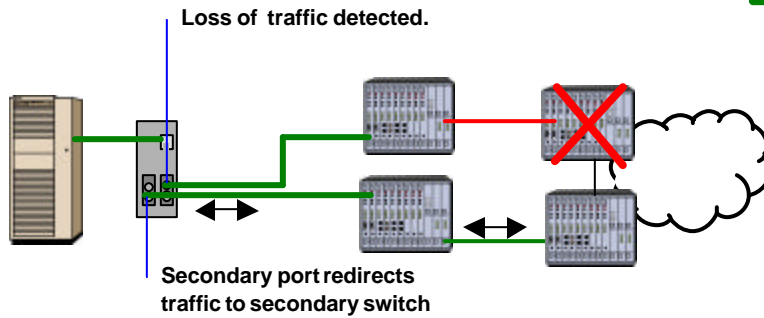 Loss of traffic detected.
Secondary port redirects
traffic to secondary switch